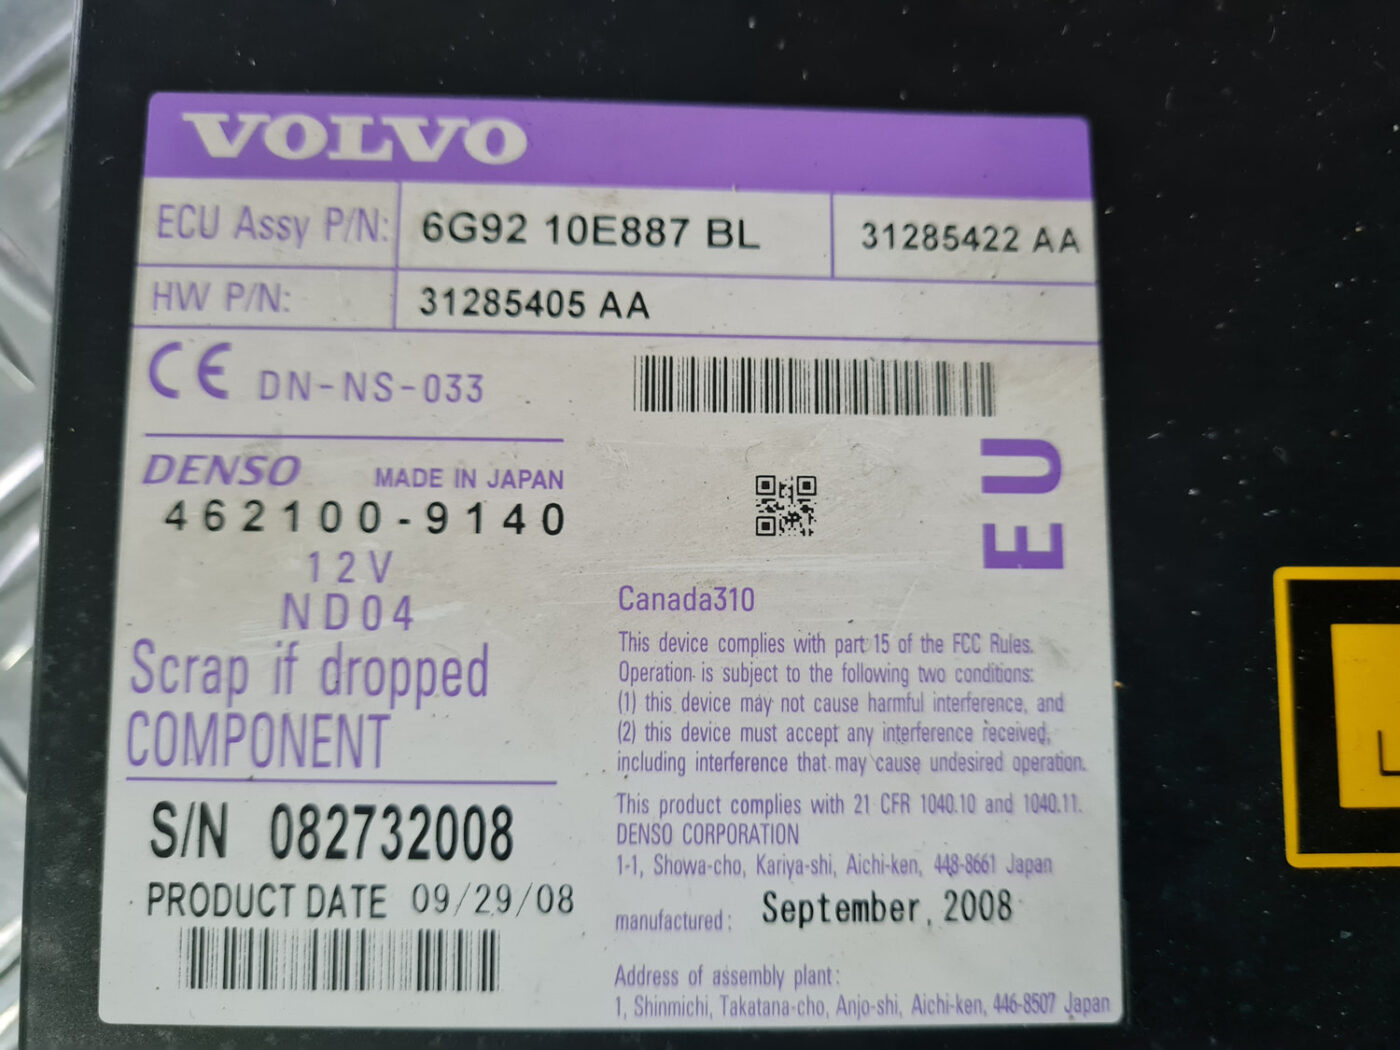 VOLVO
ECU Assy P/N: 6G92 10E887 BL 31285422 AA
HW P/N: 31285405 AA
CE DN-NS-033
DENSO MADE IN JAPAN
462100-9140
12V
ND04
Scrap if dropped
COMPONENT
S/N 082732008
PRODUCT DATE 09/29/08
EU
Canada310
This device complies with part 15 of the FCC Rules.
Operation is subject to the following two conditions:
(1) this device may not cause harmful interference, and
(2) this device must accept any interference received,
including interference that may cause undesired operation.
This product complies with 21 CFR 1040.10 and 1040.11.
DENSO CORPORATION
1-1, Showa-cho, Kariya-shi, Aichi-ken, 448-8661 Japan
manufactured: September, 2008
Address of assembly plant:
1, Shinmichi, Takatana-cho, Anjo-shi, Aichi-ken, 446-8507 Japan